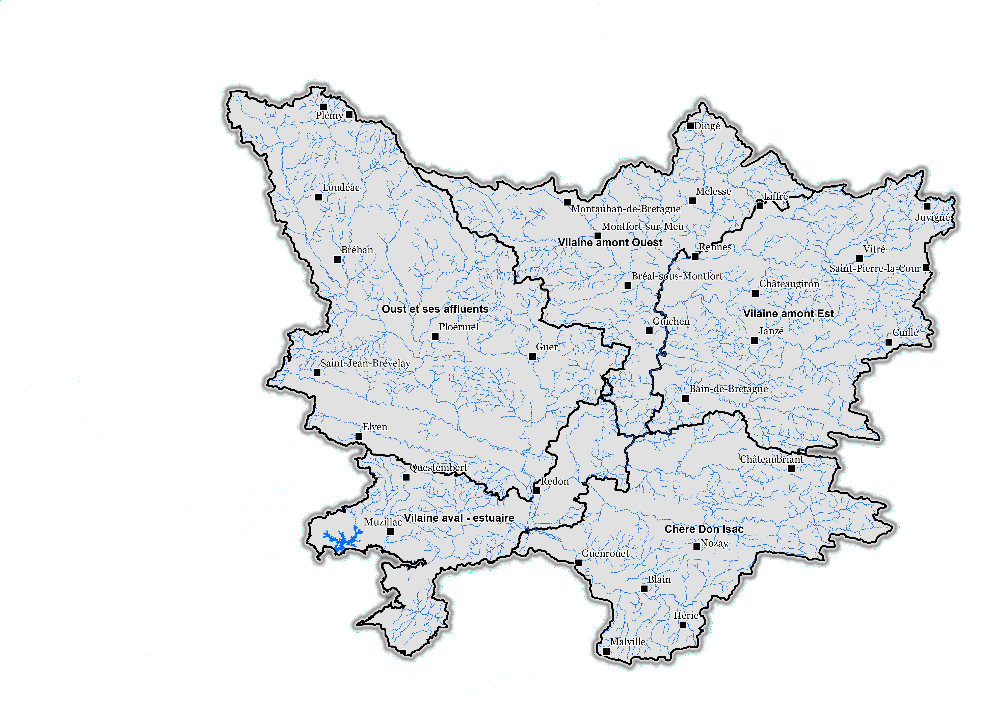 Plémy
Dingé
Loudéac
Melesse
Liffré
Montauban-de-Bretagne
Juvigné
Montfort-sur-Meu
Vilaine amont Ouest
Rennes
Bréhan
Vitré
Saint-Pierre-la-Cour
Bréal-sous-Montfort
Châteaugiron
Oust et ses affluents
Vilaine amont Est
Guichen
Ploërmel
Janzé
Cuillé
Guer
Saint-Jean-Brévelay
Bain-de-Bretagne
Elven
Châteaubriant
Questembert
Redon
Vilaine aval - estuaire
Muzillac
Chère Don Isac
Nozay
Guenrouet
Blain
Héric
Malville